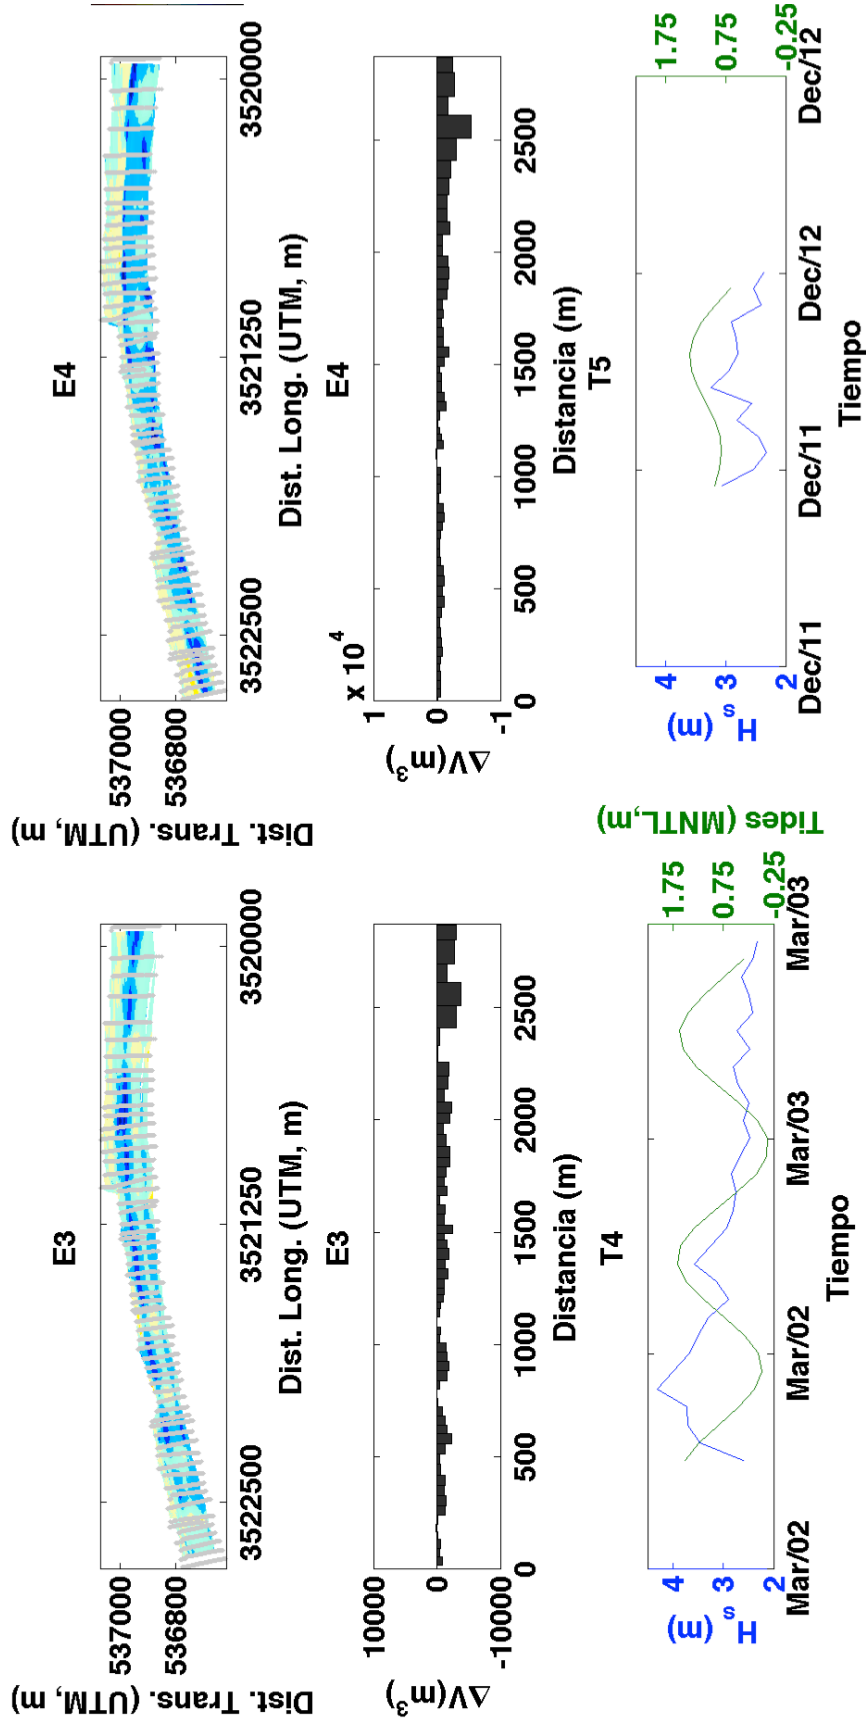 E3
Dist. Trans. (UTM, m)
537000
536800
3522500
3521250
3520000
Dist. Long. (UTM, m)
E4
Dist. Trans. (UTM, m)
537000
536800
3522500
3521250
3520000
Dist. Long. (UTM, m)
E3
ΔV(m³)
10000
0
-10000
0
500
1000
1500
2000
2500
Distancia (m)
E4
x 10⁴
ΔV(m³)
1
0
-1
0
500
1000
1500
2000
2500
Distancia (m)
T4
Hₛ (m)
4
3
2
1.75
0.75
-0.25
Tides (MNTL,m)
Mar/02
Mar/02
Mar/03
Mar/03
Tiempo
T5
Hₛ (m)
4
3
2
1.75
0.75
-0.25
Dec/11
Dec/11
Dec/12
Dec/12
Tiempo